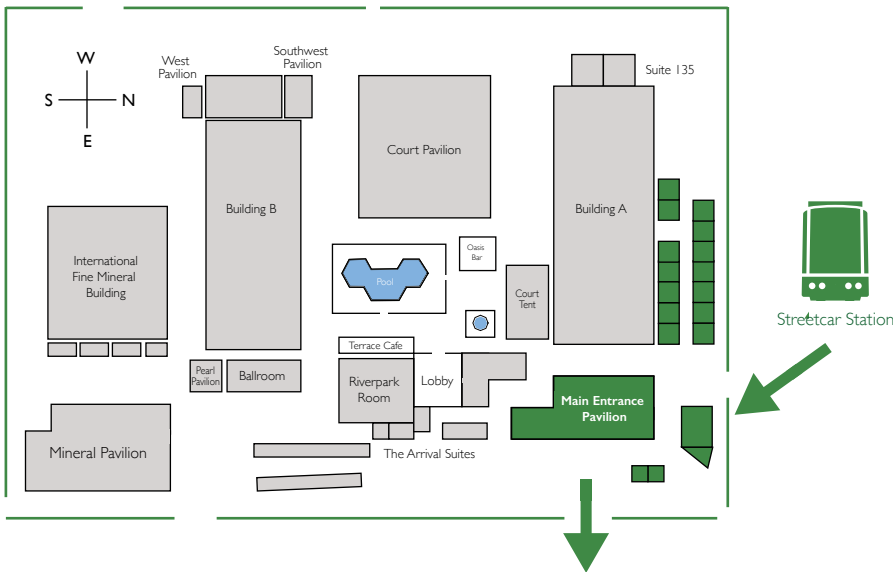 W
S
N
E
West
Pavilion
Southwest
Pavilion
Suite 135
Court Pavilion
Building B
Building A
International
Fine Mineral
Building
Oasis
Bar
Pool
Court
Tent
Streetcar Station
Terrace Cafe
Pearl
Pavilion
Ballroom
Riverpark
Room
Lobby
Main Entrance
Pavilion
Mineral Pavilion
The Arrival Suites